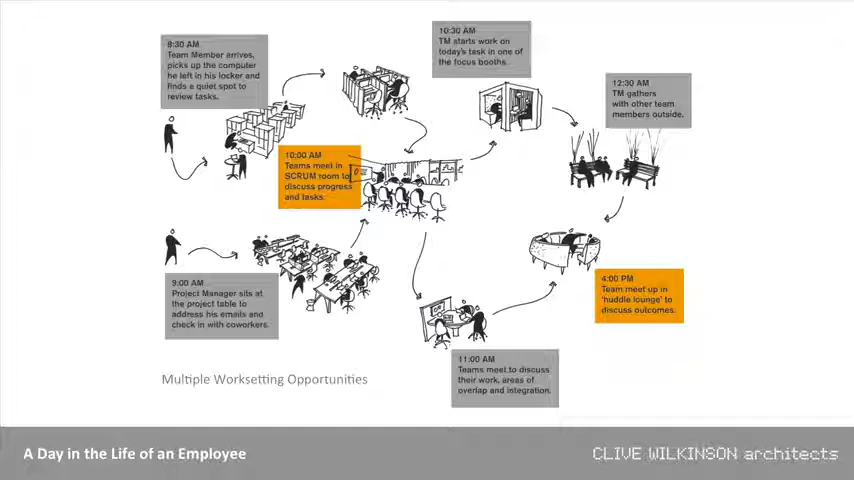 8:30 AM
Team Member arrives,
picks up the computer
he left in his locker and
finds a quiet spot to
review tasks.
10:30 AM
TM starts work on
today's task in one of
the focus booths.
12:30 AM
TM gathers
with other team
members outside.
10:00 AM
Teams meet in
SCRUM room to
discuss progress
and tasks.
9:00 AM
Project Manager sits at
the project table to
address his emails and
check in with coworkers.
4:00 PM
Team meet up in
'huddle lounge' to
discuss outcomes.
11:00 AM
Teams meet to discuss
their work, areas of
overlap and integration.
Multiple Worksetting Opportunities
A Day in the Life of an Employee
CLIVE WILKINSON architects